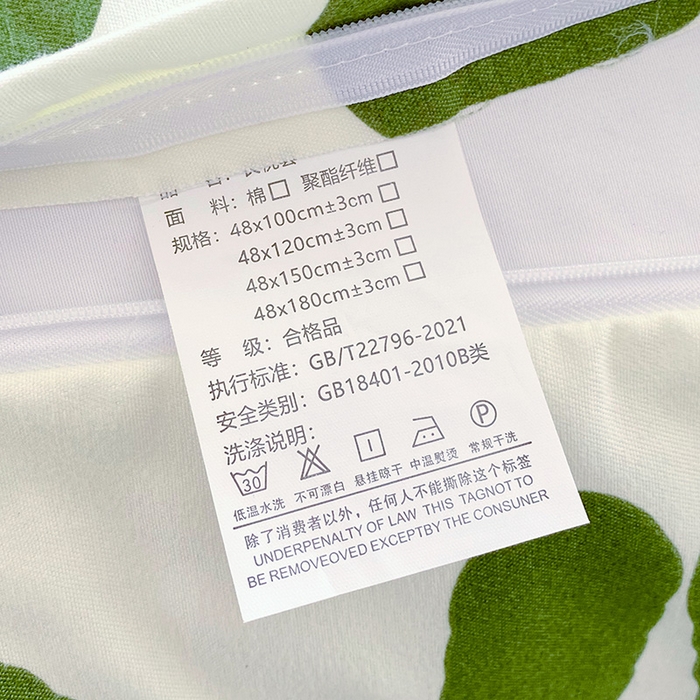 面 料：棉□ 聚酯纤维□
规格：48x100cm±3cm□
48x120cm±3cm□
48x150cm±3cm□
48x180cm±3cm□
等 级：合格品
执行标准：GB/T22796-2021
安全类别：GB18401-2010B类
洗涤说明：
30 P
低温水洗 不可漂白 悬挂晾干 中温熨烫 常规干洗
除了消费者以外，任何人不能撕除这个标签
UNDERPENALTY OF LAW THIS TAGNOT TO
BE REMOVEOVED EXCEPTBY THE CONSUNER